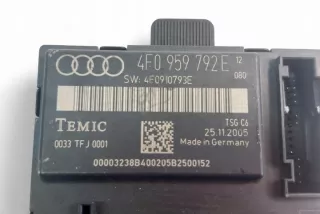 4F0 959 792E 12
080
SW: 4F0910793E
TEMIC
0033 TFJ 0001
TSG C6
25.11.2005
Made in Germany
00003238B400205B2500152